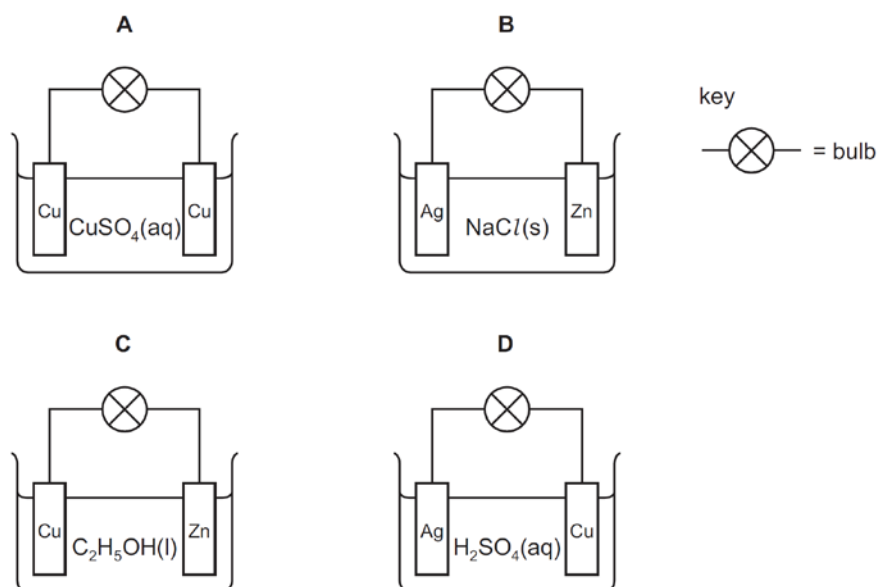 A
B
key
= bulb
Cu
CuSO₄(aq)
Cu
Ag
NaCl(s)
Zn
C
D
Cu
C₂H₅OH(l)
Zn
Ag
H₂SO₄(aq)
Cu